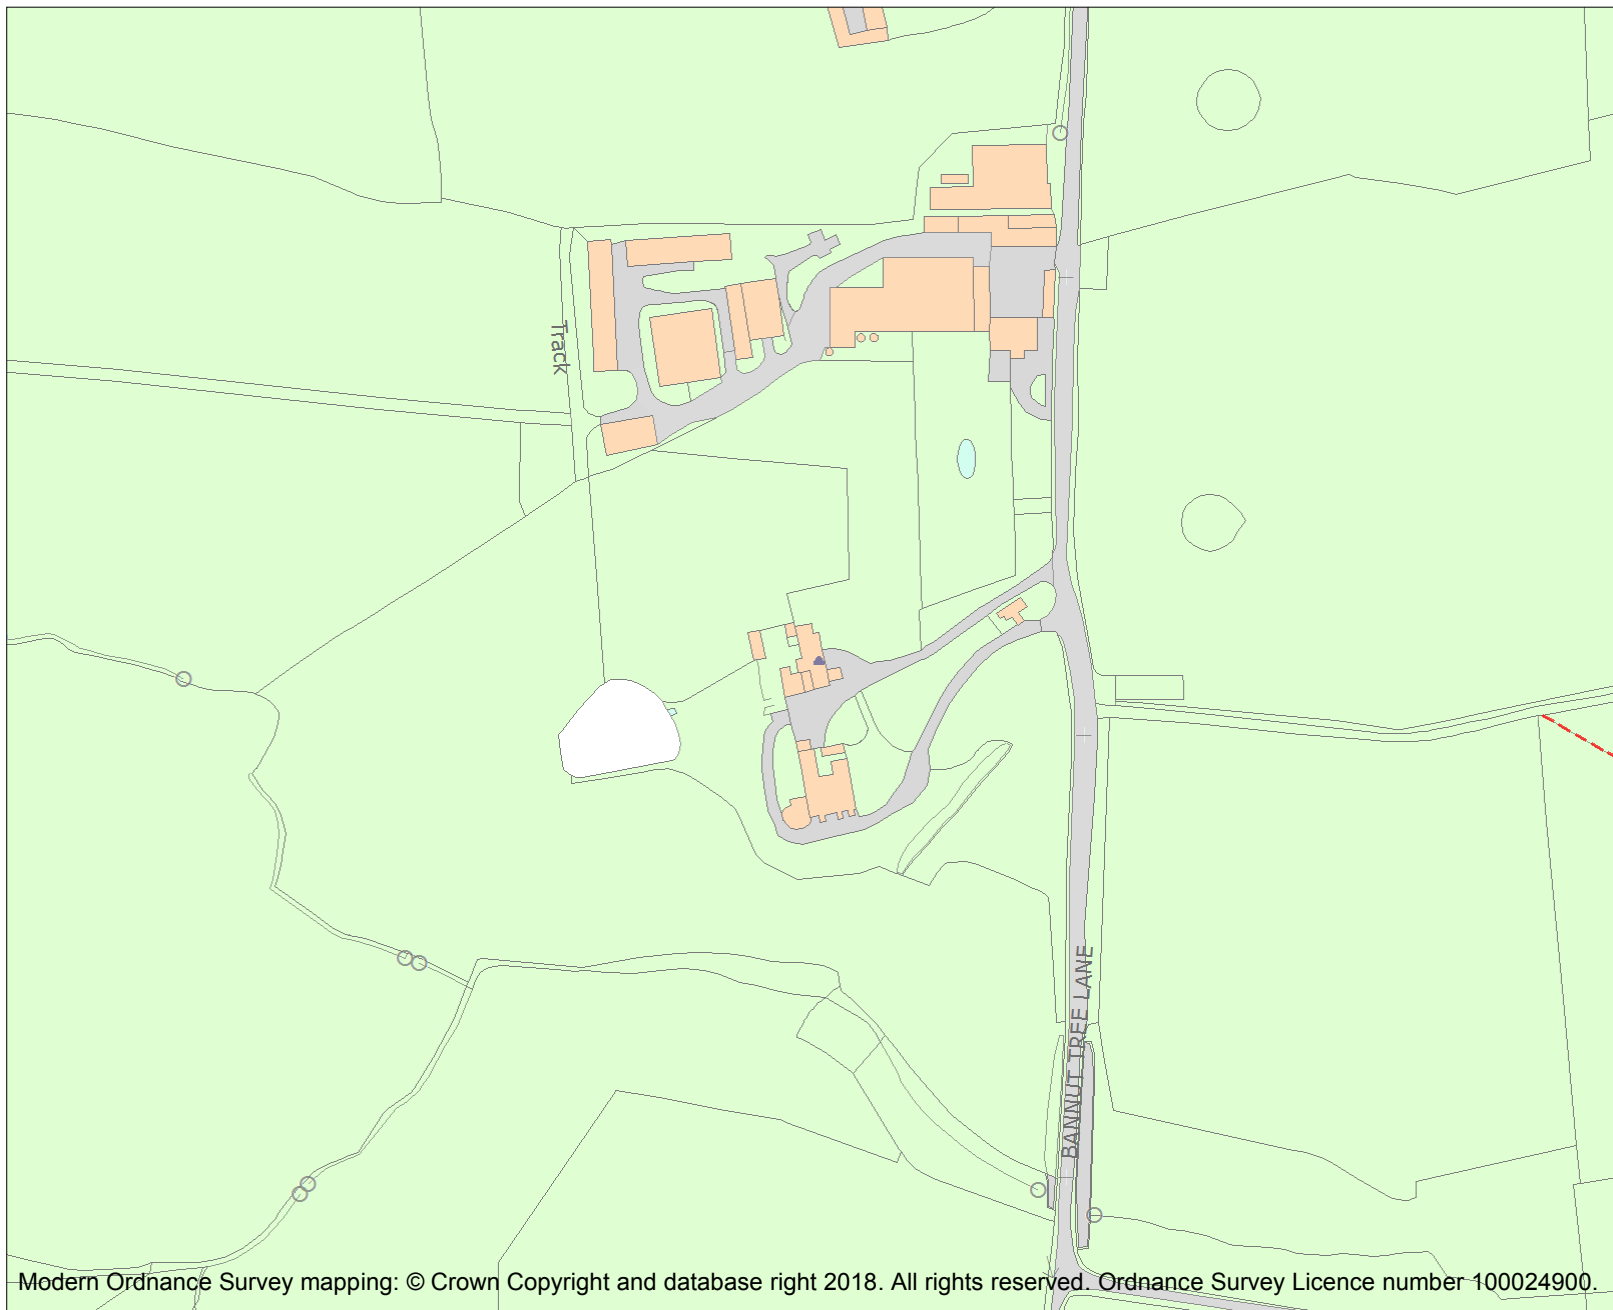 Track
BANNUT TREE LANE
Modern Ordnance Survey mapping: © Crown Copyright and database right 2018. All rights reserved. Ordnance Survey Licence number 100024900.